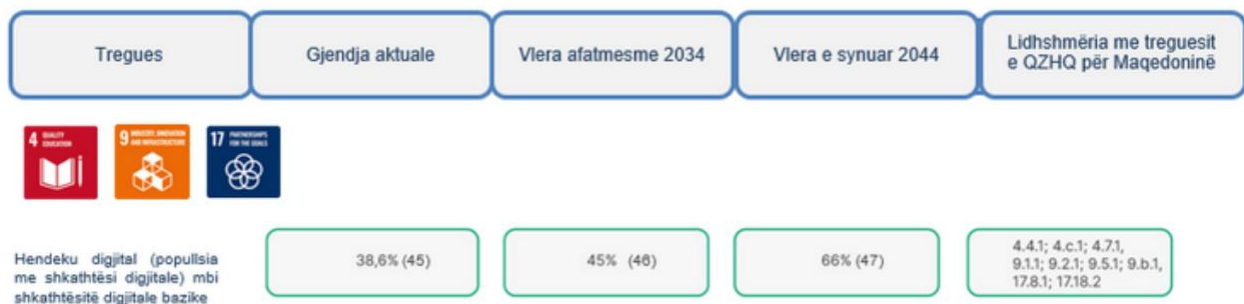 Tregues
Gjendja aktuale
Vlera afatmesme 2034
Vlera e synuar 2044
Lidhshmëria me treguesit
e QZHQ për Maqedoninë
4 QUALITY
EDUCATION
9 INDUSTRY, INNOVATION
AND INFRASTRUCTURE
17 PARTNERSHIPS
FOR THE GOALS
Hendeku digjital (popullsia
me shkathtësi digjitale) mbi
shkathtësitë digjitale bazike
38,6% (45)
45% (46)
66% (47)
4.4.1; 4.c.1; 4.7.1,
9.1.1; 9.2.1; 9.5.1; 9.b.1,
17.8.1; 17.18.2